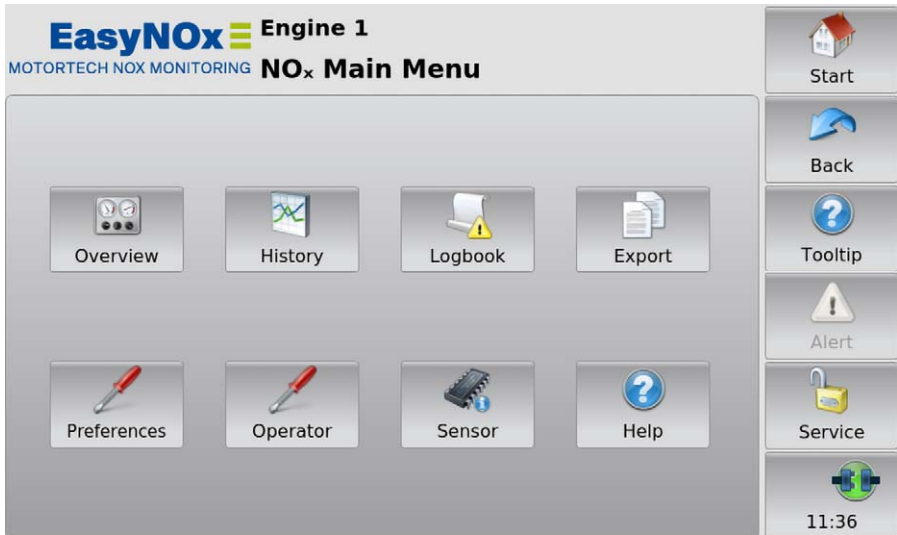 EasyNOx
MOTORTECH NOX MONITORING
Engine 1
NOₓ Main Menu
Overview
History
Logbook
Export
Preferences
Operator
Sensor
Help
Start
Back
Tooltip
Alert
Service
11:36